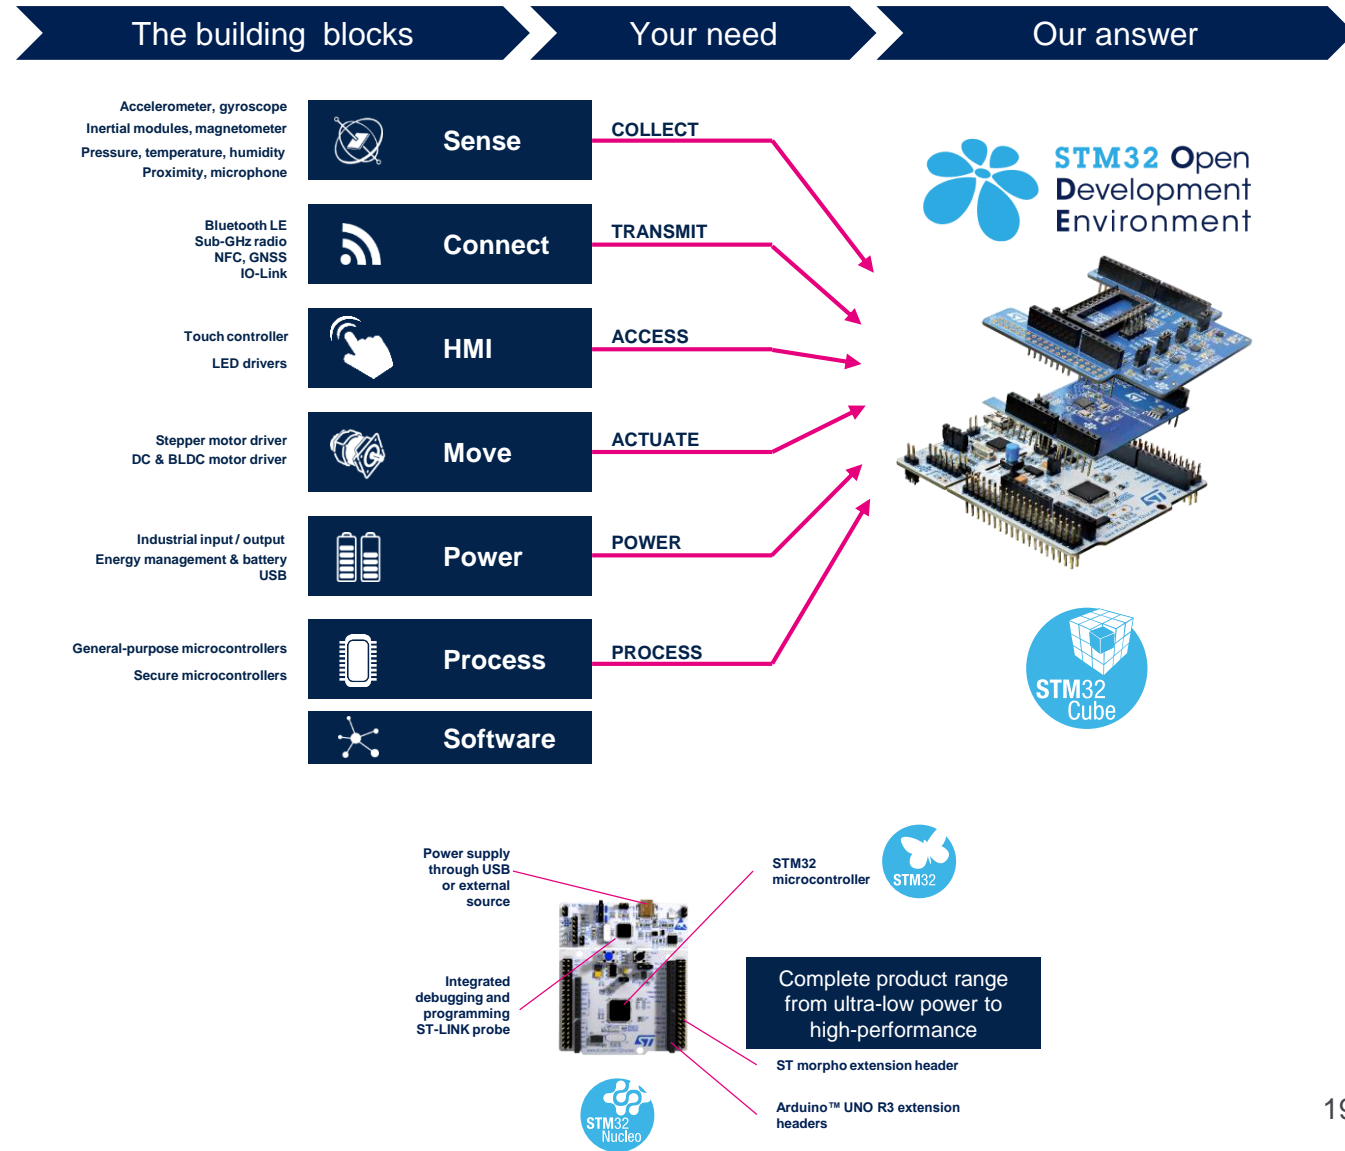 The building blocks
Your need
Our answer
Accelerometer, gyroscope
Inertial modules, magnetometer
Pressure, temperature, humidity
Proximity, microphone
Sense
COLLECT
STM32 Open
Development
Environment
Bluetooth LE
Sub-GHz radio
NFC, GNSS
IO-Link
Connect
TRANSMIT
Touch controller
LED drivers
HMI
ACCESS
Stepper motor driver
DC & BLDC motor driver
Move
ACTUATE
Industrial input / output
Energy management & battery
USB
Power
POWER
General-purpose microcontrollers
Secure microcontrollers
Process
PROCESS
STM32
Cube
Software
Power supply
through USB
or external
source
STM32
microcontroller
STM32
Integrated
debugging and
programming
ST-LINK probe
Complete product range
from ultra-low power to
high-performance
ST morpho extension header
Arduino™ UNO R3 extension
headers
STM32
Nucleo
19